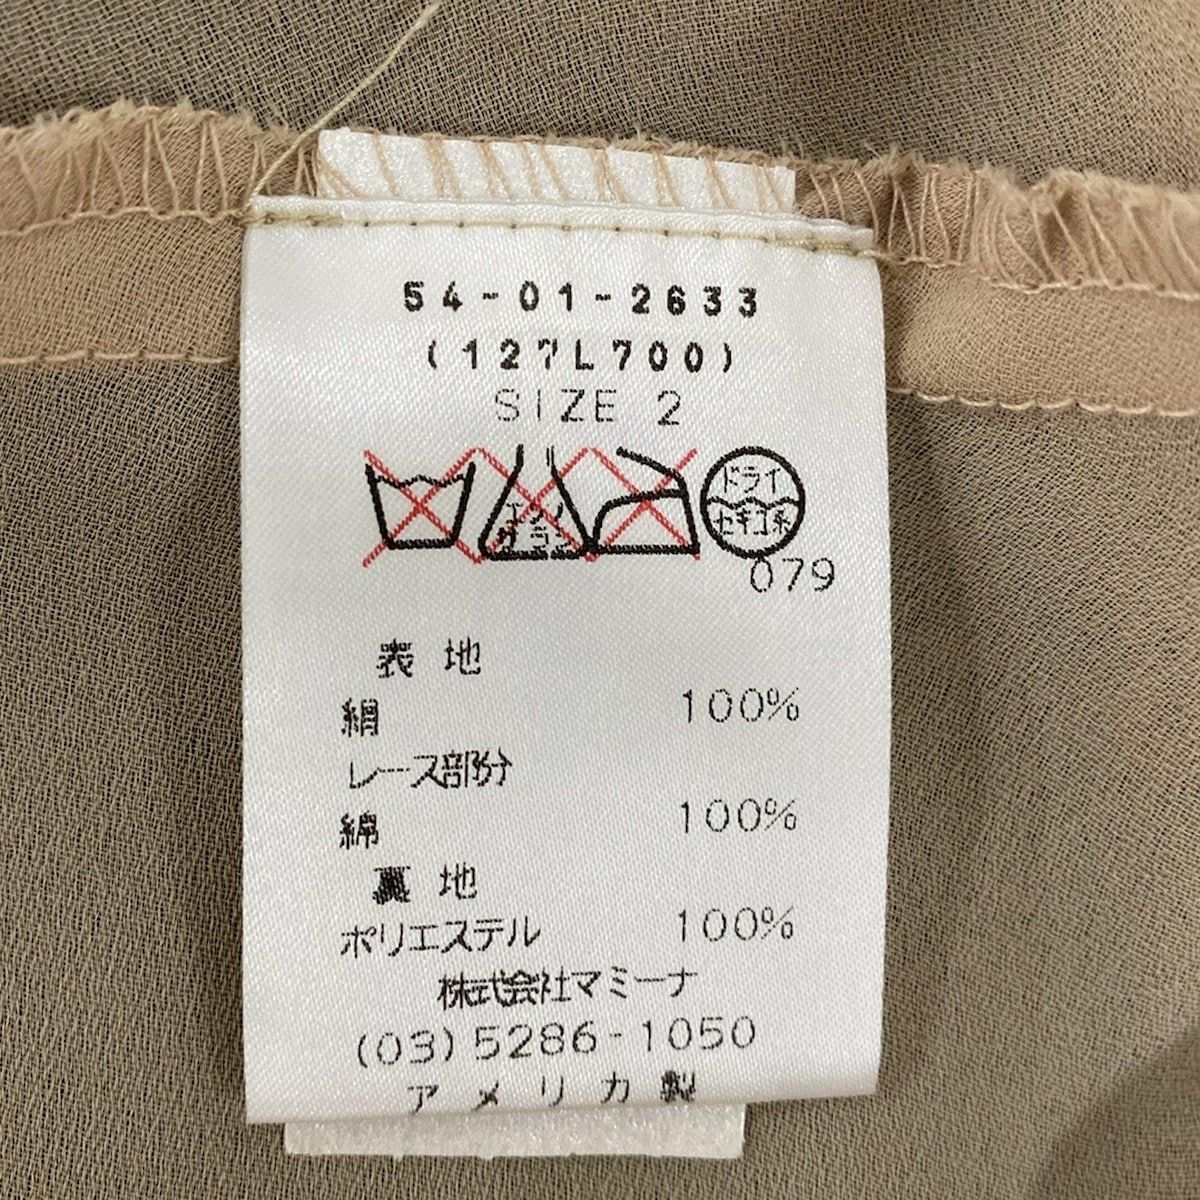 54-01-2633
(127L700)
SIZE 2
エンソ
サラシ
ドライ
セキユ系
079
表地
絹 100%
レース部分
綿 100%
裏地
ポリエステル 100%
株式会社マミーナ
(03)5286-1050
アメリカ製